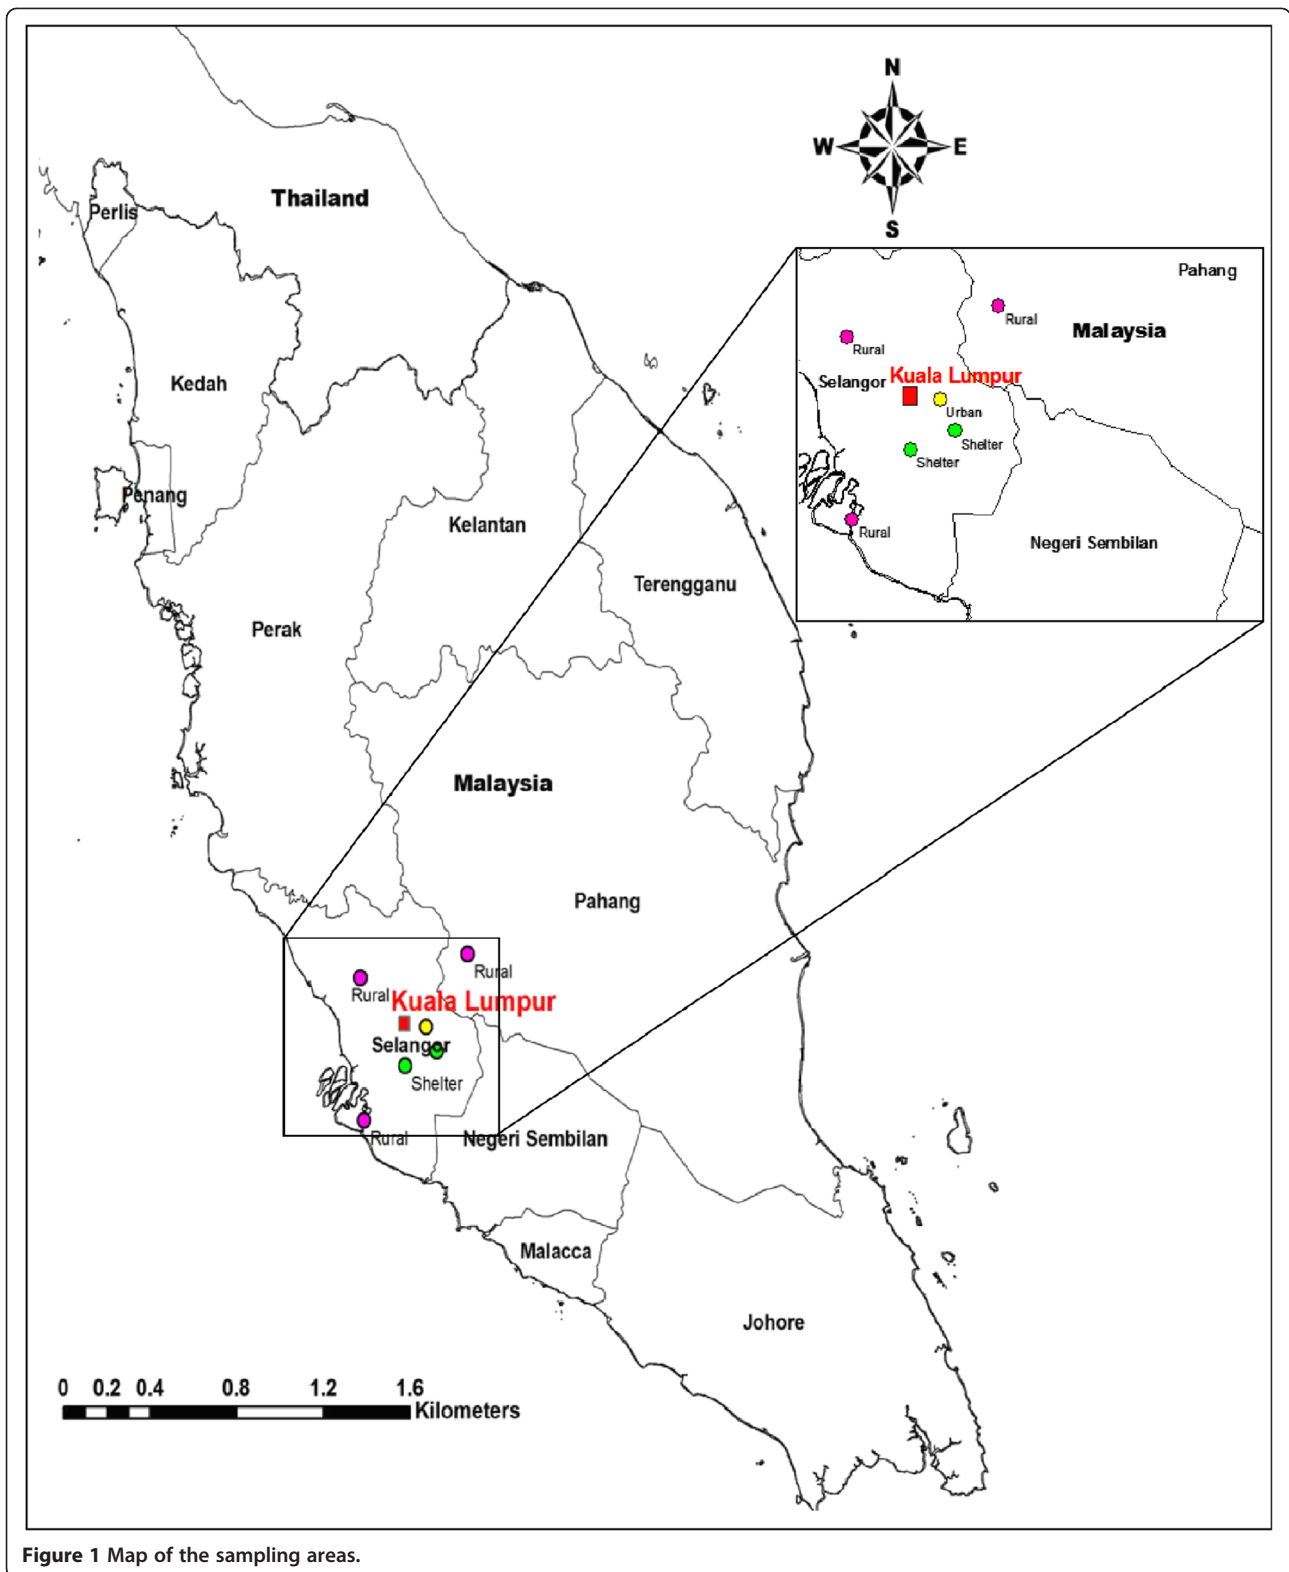 N
W
E
S
Thailand
Perlis
Kedah
Penang
Perak
Kelantan
Terengganu
Malaysia
Pahang
Rural
Rural
Kuala Lumpur
Selangor
Shelter
Rural
Negeri Sembilan
Malacca
Johore
Pahang
Rural
Malaysia
Rural
Selangor
Kuala Lumpur
Urban
Shelter
Shelter
Rural
Negeri Sembilan
0 0.2 0.4 0.8 1.2 1.6
Kilometers
Figure 1 Map of the sampling areas.